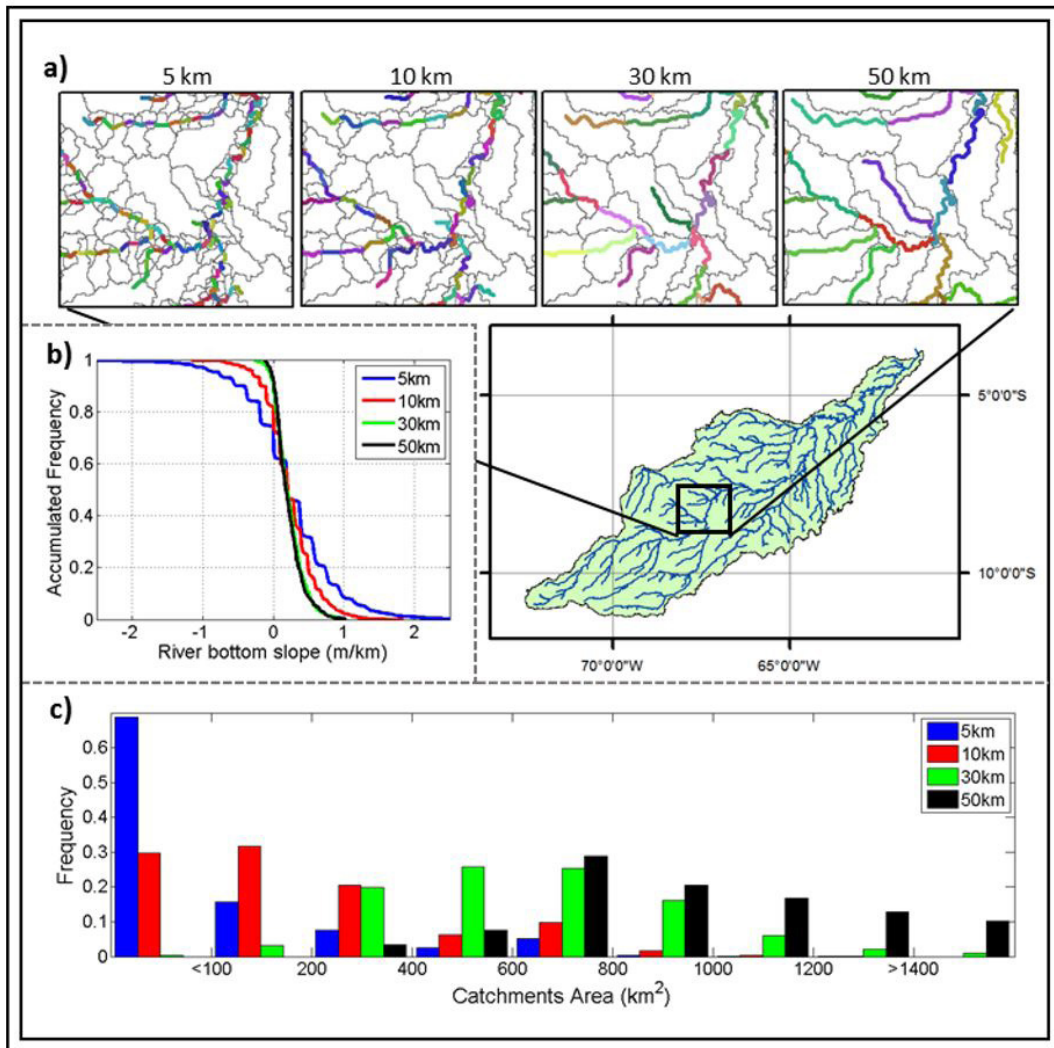 a)
5 km
10 km
30 km
50 km
b)
1
0.8
0.6
0.4
0.2
0
Accumulated Frequency
5km
10km
30km
50km
-2
-1
0
1
2
River bottom slope (m/km)
5°0'0"S
10°0'0"S
70°0'0"W
65°0'0"W
c)
0.6
0.5
0.4
0.3
0.2
0.1
0
Frequency
5km
10km
30km
50km
<100
200
400
600
800
1000
1200
>1400
Catchments Area (km²)